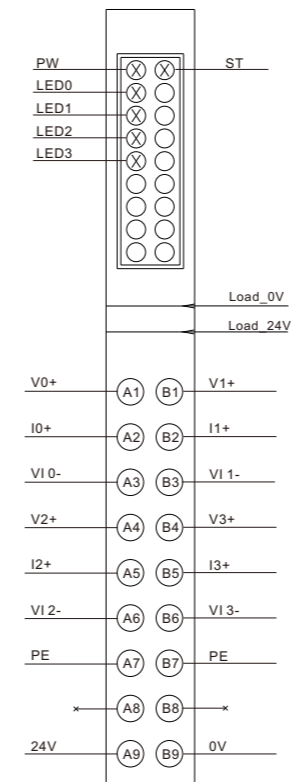 PW ST
LED0
LED1
LED2
LED3
Load_0V
Load_24V
V0+ A1 B1 V1+
I0+ A2 B2 I1+
VI 0- A3 B3 VI 1-
V2+ A4 B4 V3+
I2+ A5 B5 I3+
VI 2- A6 B6 VI 3-
PE A7 B7 PE
A8 B8
24V A9 B9 0V